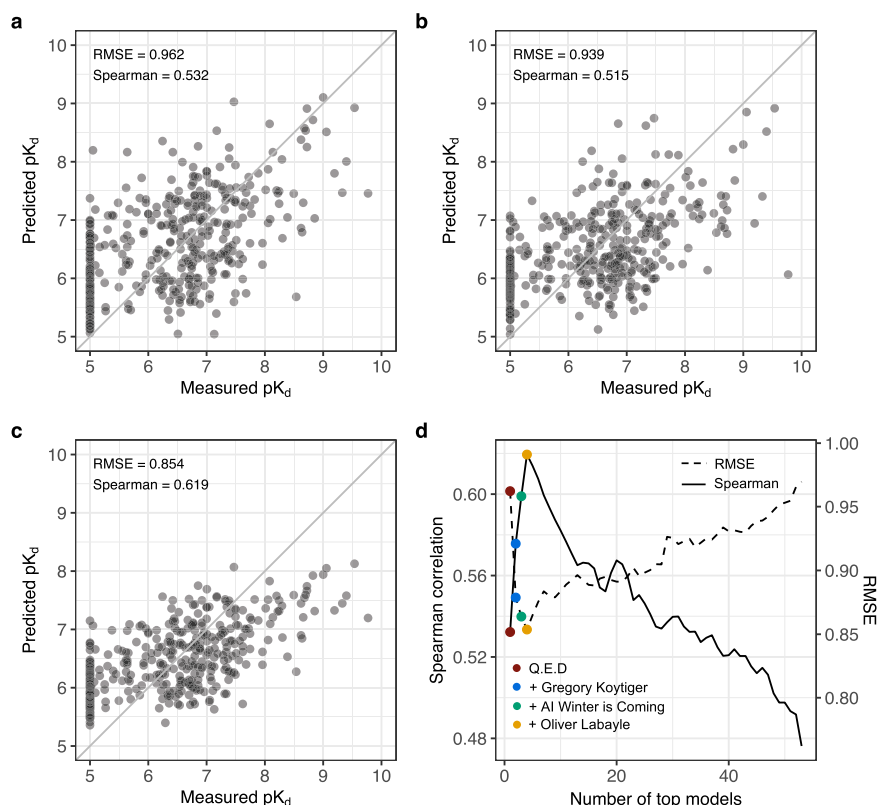 a
RMSE = 0.962
Spearman = 0.532
10
9
8
7
6
5
Predicted pKd
5 6 7 8 9 10
Measured pKd
b
RMSE = 0.939
Spearman = 0.515
10
9
8
7
6
5
Predicted pKd
5 6 7 8 9 10
Measured pKd
c
RMSE = 0.854
Spearman = 0.619
10
9
8
7
6
5
Predicted pKd
5 6 7 8 9 10
Measured pKd
d
RMSE
Spearman
0.60
0.56
0.52
0.48
Spearman correlation
1.00
0.95
0.90
0.85
0.80
RMSE
Q.E.D
+ Gregory Koytiger
+ AI Winter is Coming
+ Oliver Labayle
0 20 40
Number of top models